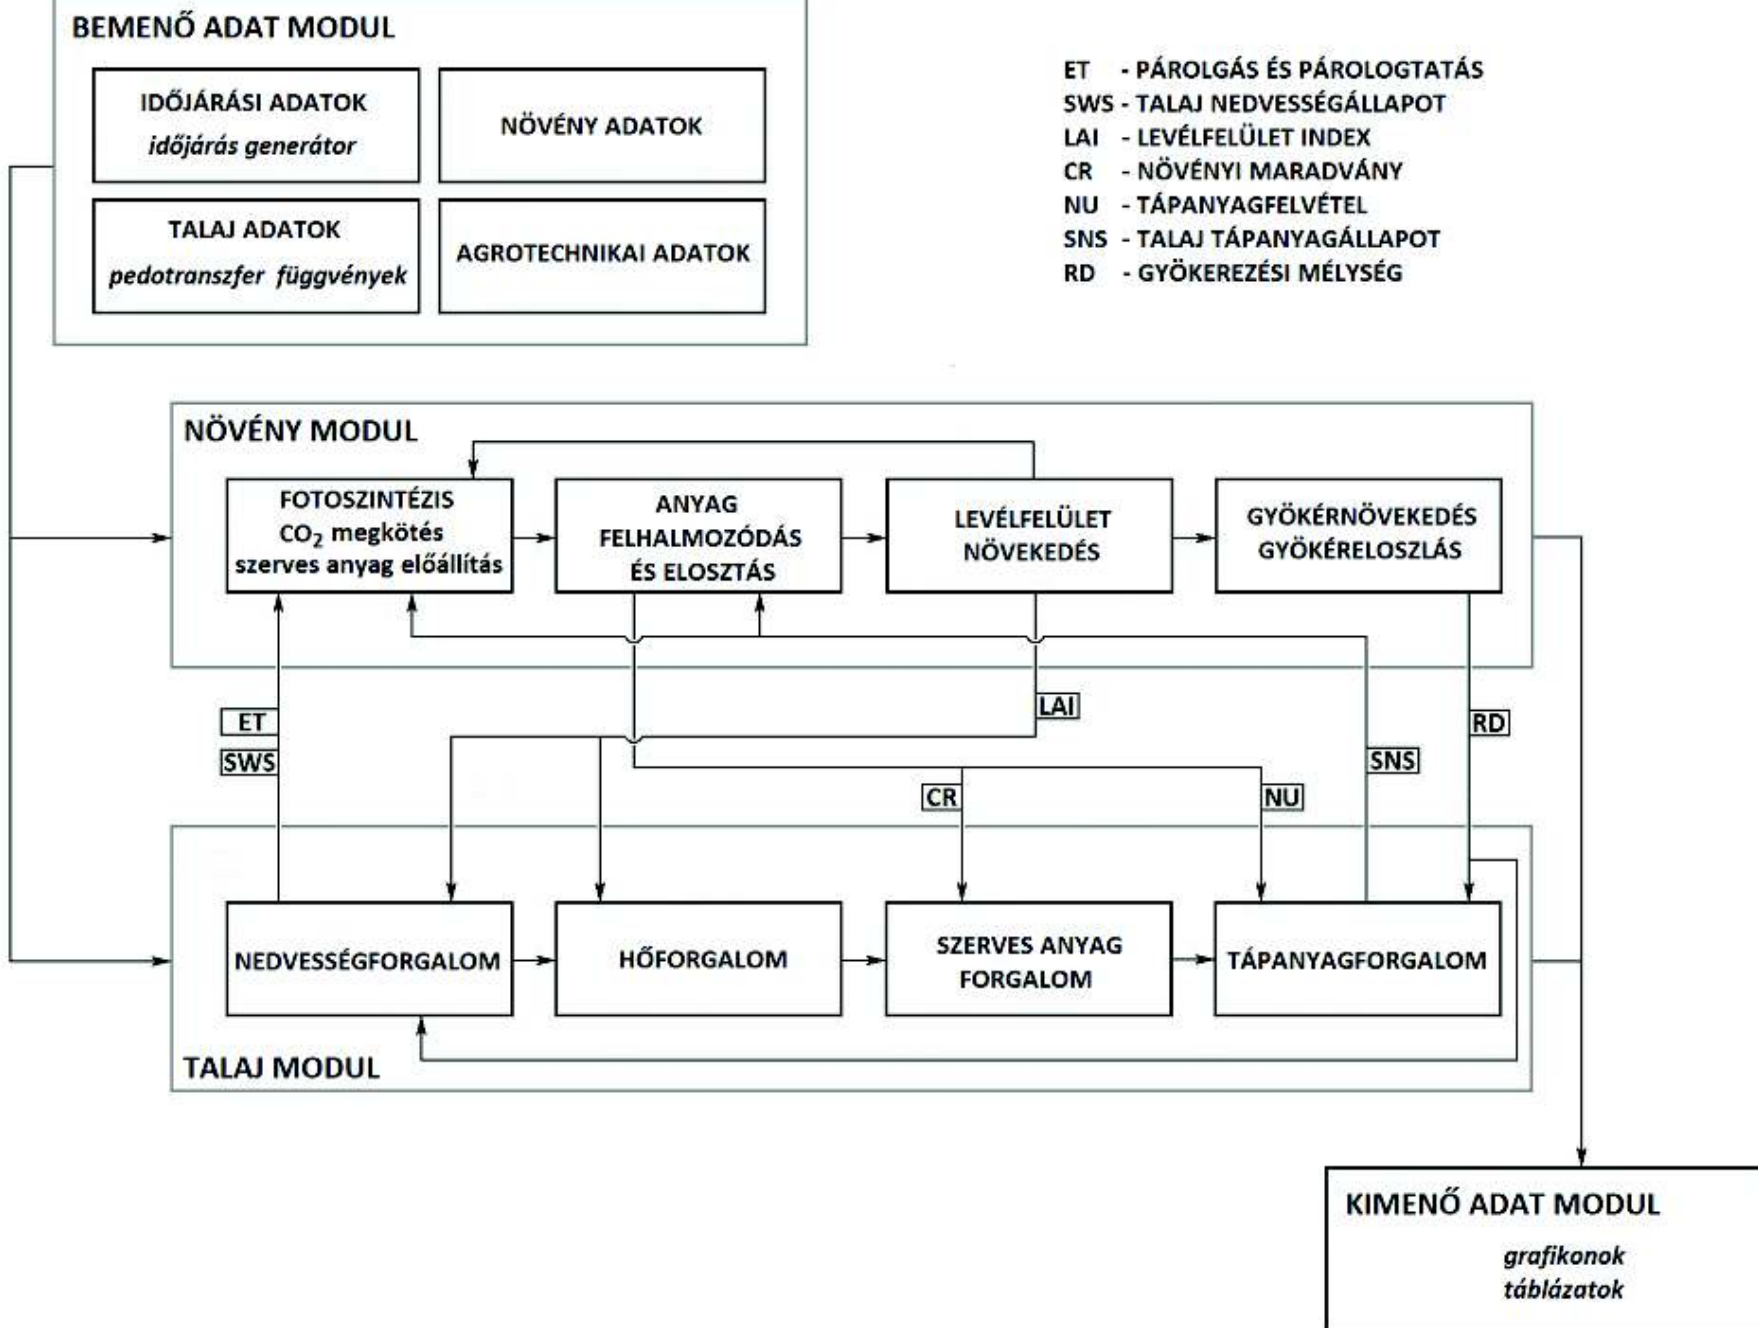 BEMENŐ ADAT MODUL
IDŐJÁRÁSI ADATOK
időjárás generátor
NÖVÉNY ADATOK
TALAJ ADATOK
pedotranszfer függvények
AGROTECHNIKAI ADATOK
ET - PÁROLGÁS ÉS PÁROLOGTATÁS
SWS - TALAJ NEDVESSÉGÁLLAPOT
LAI - LEVÉLFELÜLET INDEX
CR - NÖVÉNYI MARADVÁNY
NU - TÁPANYAGFELVÉTEL
SNS - TALAJ TÁPANYAGÁLLAPOT
RD - GYÖKEREZÉSI MÉLYSÉG
NÖVÉNY MODUL
FOTOSZINTÉZIS
CO₂ megkötés
szerves anyag előállítás
ANYAG
FELHALMOZÓDÁS
ÉS ELOSZTÁS
LEVÉLFELÜLET
NÖVEKEDÉS
GYÖKÉRNÖVEKEDÉS
GYÖKÉRELOSZLÁS
ET
SWS
LAI
CR
NU
SNS
RD
NEDVESSÉGFORGALOM
HŐFORGALOM
SZERVES ANYAG
FORGALOM
TÁPANYAGFORGALOM
TALAJ MODUL
KIMENŐ ADAT MODUL
grafikonok
táblázatok